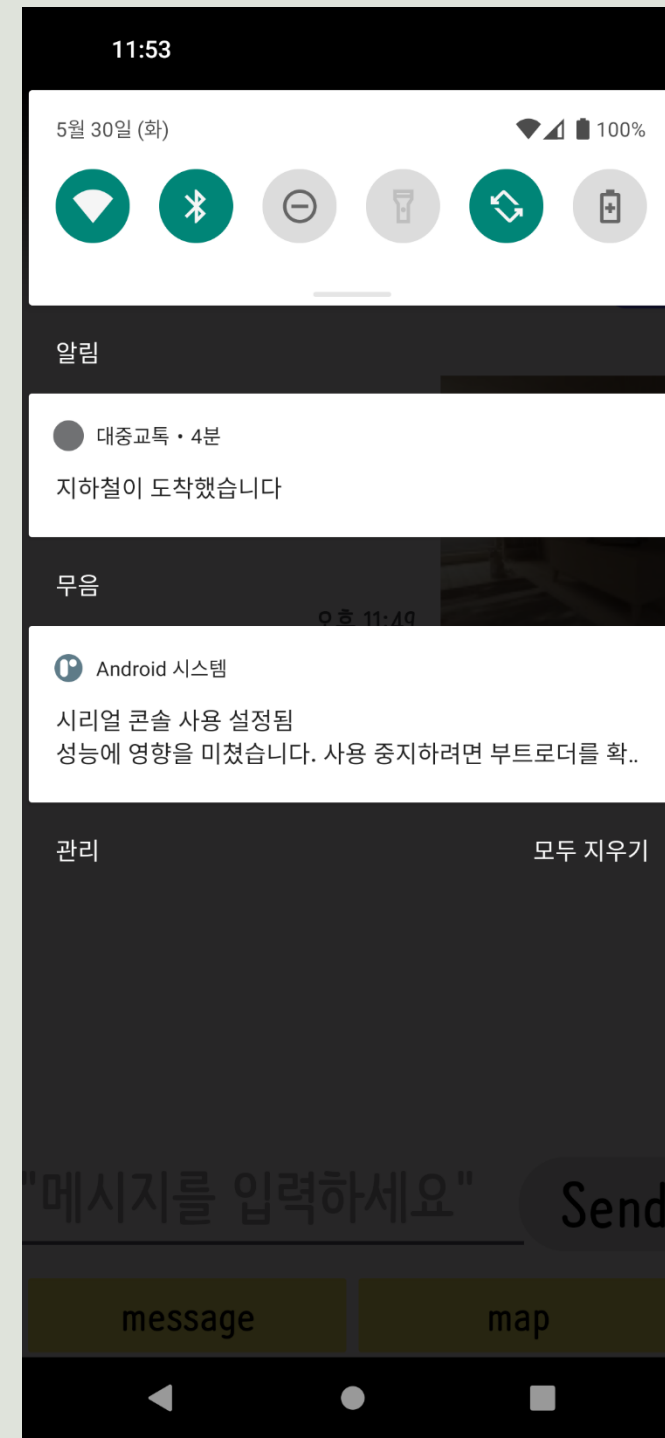 11:53
5월 30일 (화) 100%
알림
대중교톡 • 4분
지하철이 도착했습니다
무음
오후 11:49
Android 시스템
시리얼 콘솔 사용 설정됨
성능에 영향을 미쳤습니다. 사용 중지하려면 부트로더를 확..
관리 모두 지우기
"메시지를 입력하세요" Send
message map